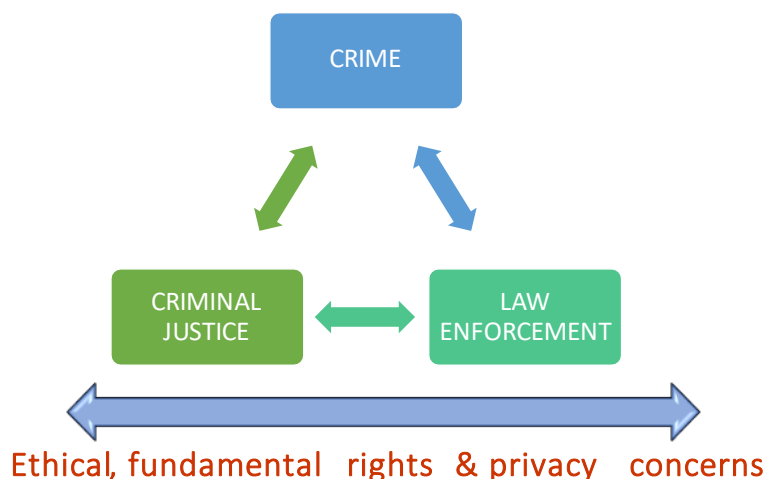 CRIME
CRIMINAL
JUSTICE
LAW
ENFORCEMENT
Ethical, fundamental rights & privacy concerns